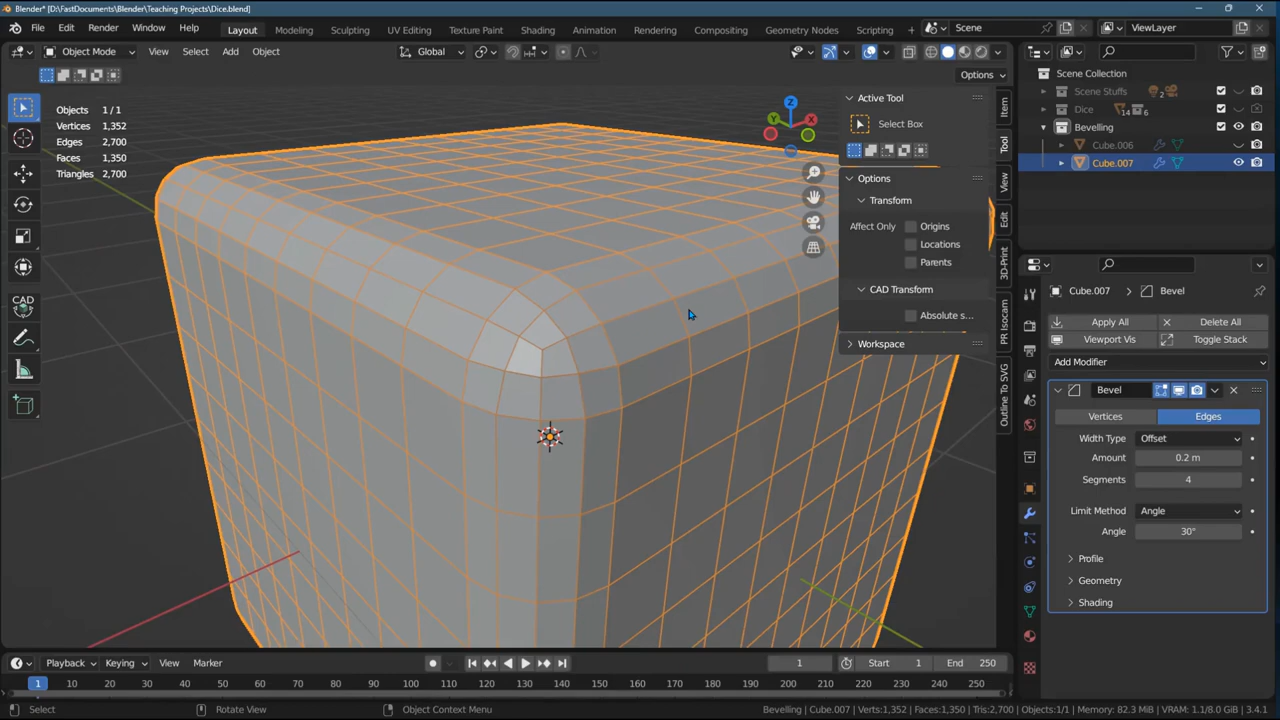 Blender* [D:\FastDocuments\Blender\Teaching Projects\Dice.blend]
File Edit Render Window Help Layout Modeling Sculpting UV Editing Texture Paint Shading Animation Rendering Compositing Geometry Nodes Scripting Scene ViewLayer
Object Mode View Select Add Object Global
Options
Objects 1 / 1
Vertices 1,352
Edges 2,700
Faces 1,350
Triangles 2,700
X
Y
Z
CAD
Active Tool
Select Box
Options
Transform
Affect Only Origins
Locations
Parents
CAD Transform
Absolute s...
Workspace
Item
Tool
View
Edit
3D-Print
PR Isocam
Outline To SVG
Scene Collection
Scene Stuffs 2
Dice 14 6
Bevelling
Cube.006
Cube.007
Cube.007 Bevel
Apply All Delete All
Viewport Vis Toggle Stack
Add Modifier
Bevel
Vertices Edges
Width Type Offset
Amount 0.2 m
Segments 4
Limit Method Angle
Angle 30°
Profile
Geometry
Shading
Playback Keying View Marker 1 Start 1 End 250
1 10 20 30 40 50 60 70 80 90 100 110 120 130 140 150 160 170 180 190 200 210 220 230 240 250
Select Rotate View Object Context Menu Bevelling | Cube.007 | Verts:1,352 | Faces:1,350 | Tris:2,700 | Objects:1/1 | Memory: 82.3 MiB | VRAM: 1.1/8.0 GiB | 3.4.1